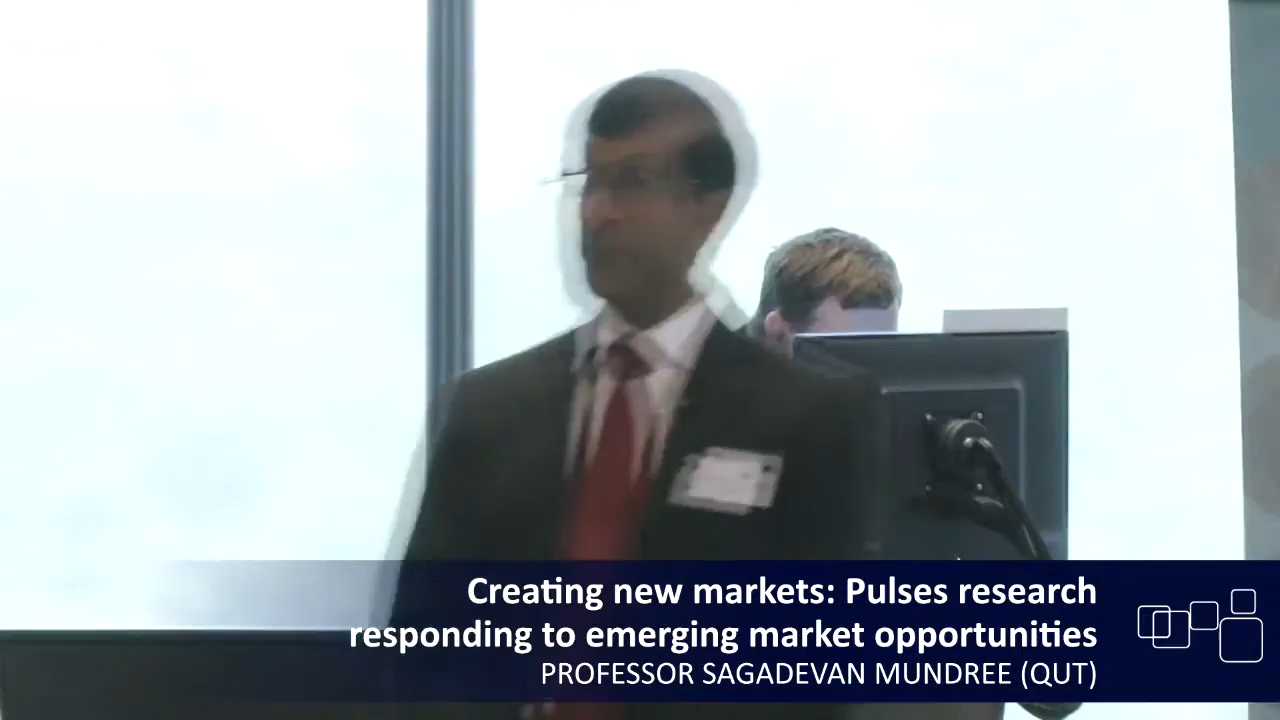 Creating new markets: Pulses research
responding to emerging market opportunities
PROFESSOR SAGADEVAN MUNDREE (QUT)